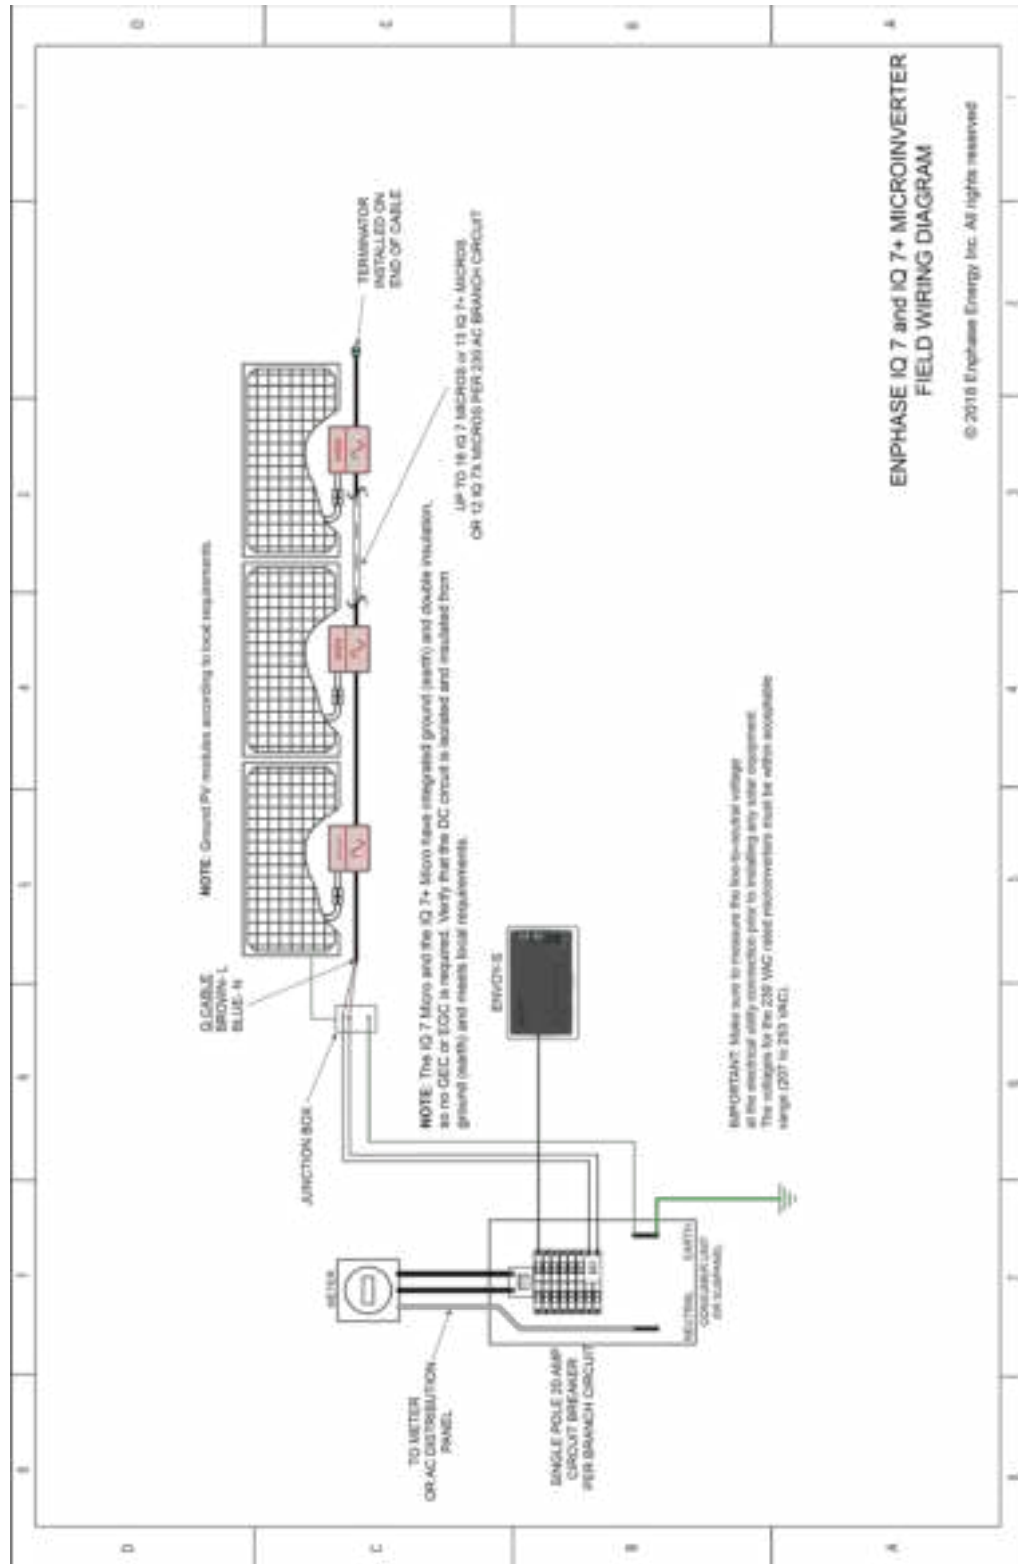 NOTE: Ground PV modules according to local requirements.
Q CABLE
BROWN- L
BLUE- N
TERMINATOR
INSTALLED ON
END OF CABLE
JUNCTION BOX
UP TO 16 IQ 7 MICROS or 13 IQ 7+ MICROS
OR 12 IQ 7X MICROS PER 230 AC BRANCH CIRCUIT
NOTE: The IQ 7 Micro and the IQ 7+ Micro have integrated ground (earth) and double insulation,
so no GEC or EGC is required. Verify that the DC circuit is isolated and insulated from
ground (earth) and meets local requirements.
METER
TO METER
OR AC DISTRIBUTION
PANEL
ENVOY-S
SINGLE POLE 20 AMP
CIRCUIT BREAKER
PER BRANCH CIRCUIT
NEUTRAL
EARTH
CONSUMER UNIT
OR SUBPANEL
IMPORTANT: Make sure to measure the line-to-neutral voltage
at the electrical utility connection prior to installing any solar equipment.
The voltages for the 230 VAC rated microinverters must be within acceptable
range (207 to 253 VAC).
ENPHASE IQ 7 and IQ 7+ MICROINVERTER
FIELD WIRING DIAGRAM
© 2018 Enphase Energy Inc. All rights reserved